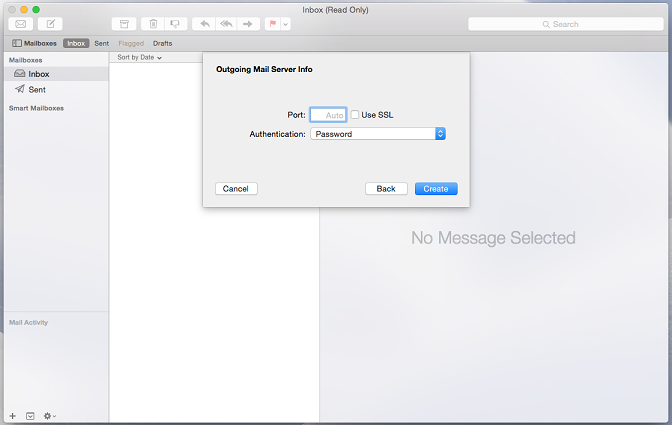 Inbox (Read Only)
Search
Mailboxes Inbox Sent Flagged Drafts
Mailboxes
Inbox
Sent
Smart Mailboxes
Mail Activity
Sort by Date
Outgoing Mail Server Info
Port: Auto Use SSL
Authentication: Password
Cancel Back Create
No Message Selected